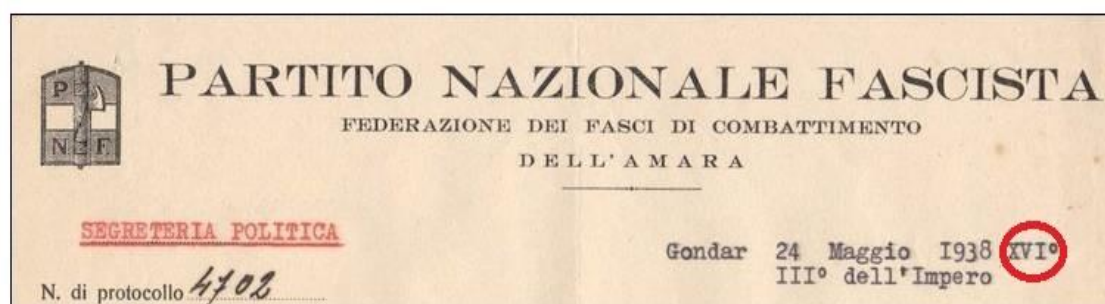 P
N F
PARTITO NAZIONALE FASCISTA
FEDERAZIONE DEI FASCI DI COMBATTIMENTO
DELL'AMARA
SEGRETERIA POLITICA
Gondar 24 Maggio I938 XVI°
III° dell'Impero
N. di protocollo 4702